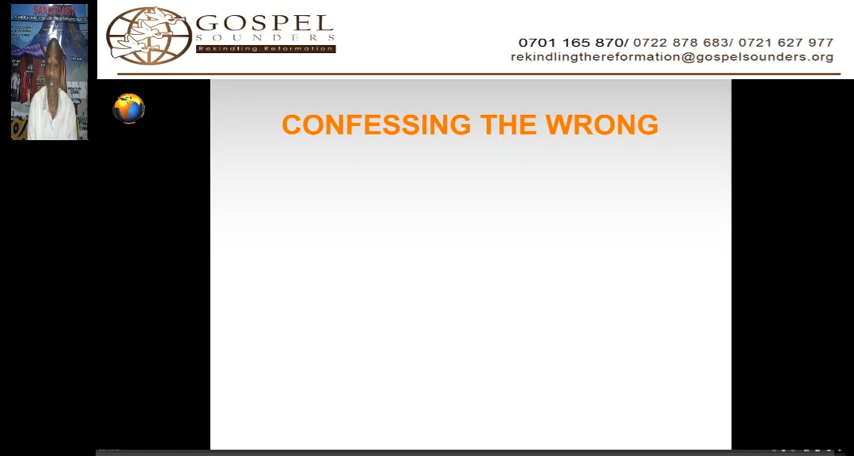 SANCTUARY
GOSPEL
SOUNDERS
Rekindling Reformation
0701 165 870/ 0722 878 683/ 0721 627 977
rekindlingthereformation@gospelsounders.org
CONFESSING THE WRONG